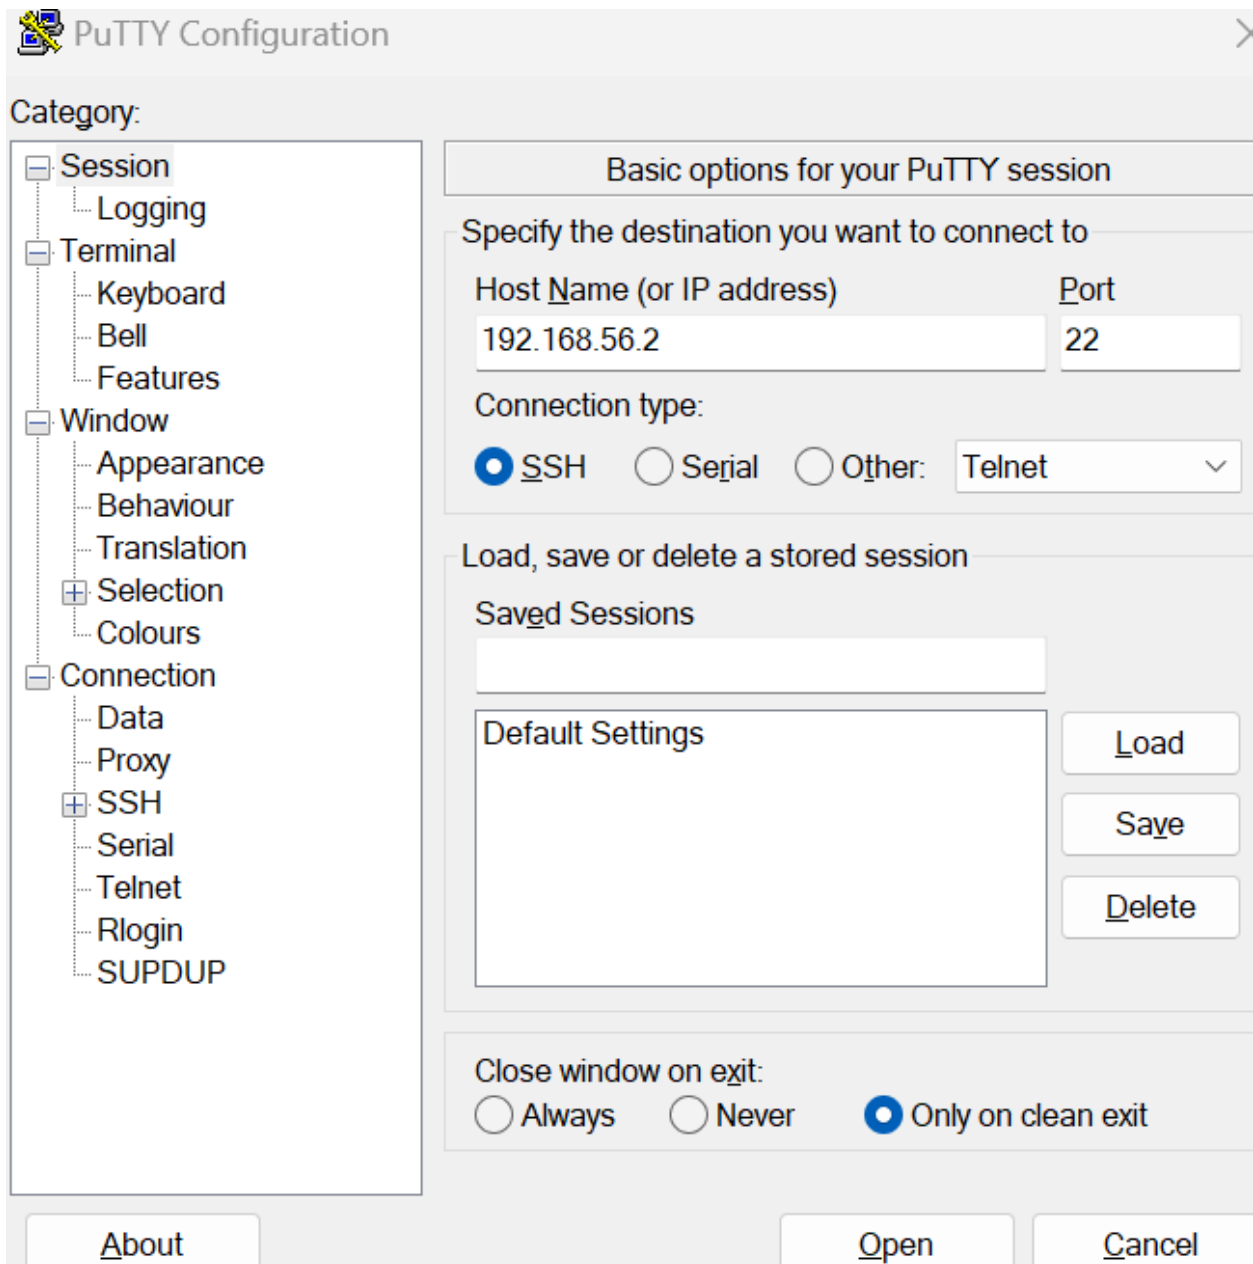 PuTTY Configuration
Category:
Session
Logging
Terminal
Keyboard
Bell
Features
Window
Appearance
Behaviour
Translation
Selection
Colours
Connection
Data
Proxy
SSH
Serial
Telnet
Rlogin
SUPDUP
Basic options for your PuTTY session
Specify the destination you want to connect to
Host Name (or IP address) Port
192.168.56.2 22
Connection type:
SSH Serial Other: Telnet
Load, save or delete a stored session
Saved Sessions
Default Settings
Load
Save
Delete
Close window on exit:
Always Never Only on clean exit
About Open Cancel